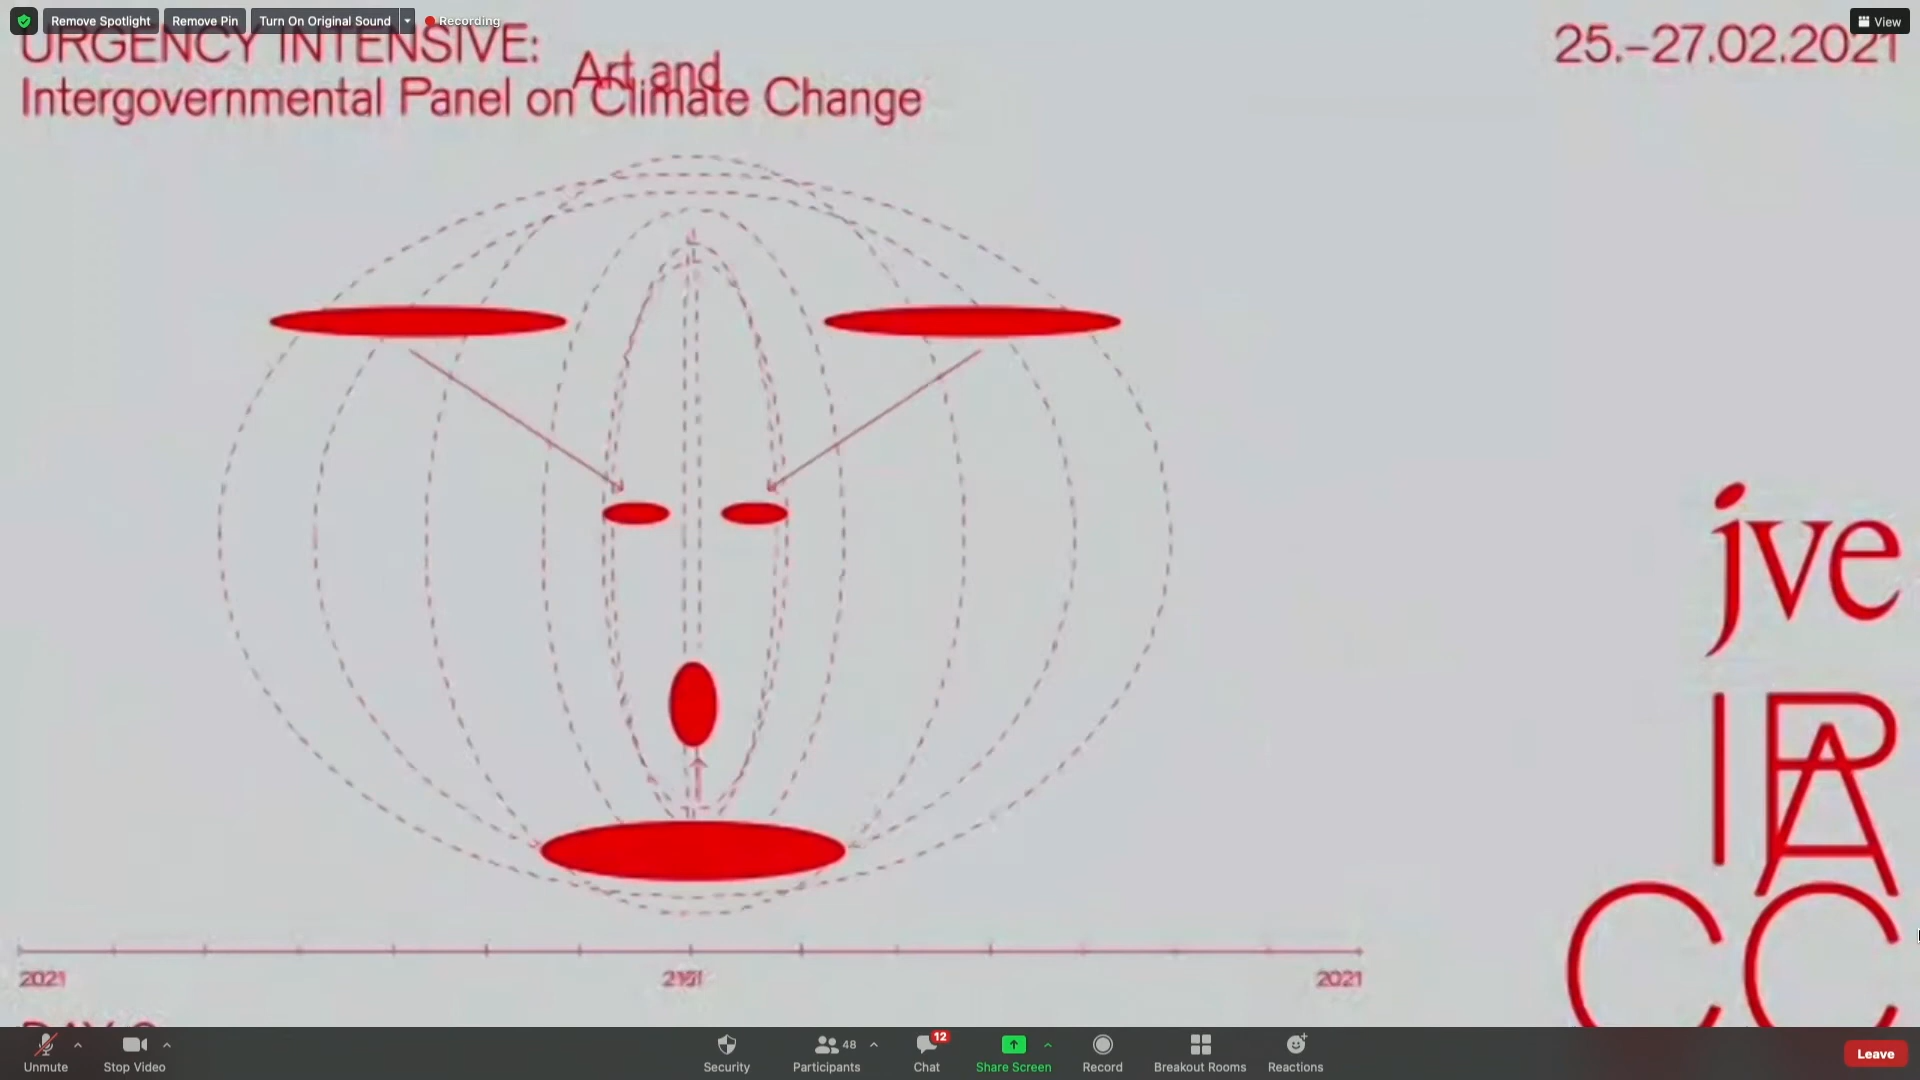 Remove Spotlight Remove Pin Turn On Original Sound Recording View
URGENCY INTENSIVE: 25.–27.02.2021
Art and
Intergovernmental Panel on Climate Change
jve
IPA
CC
2021 2021
Unmute Stop Video Security Participants 48 Chat 12 Share Screen Record Breakout Rooms Reactions Leave